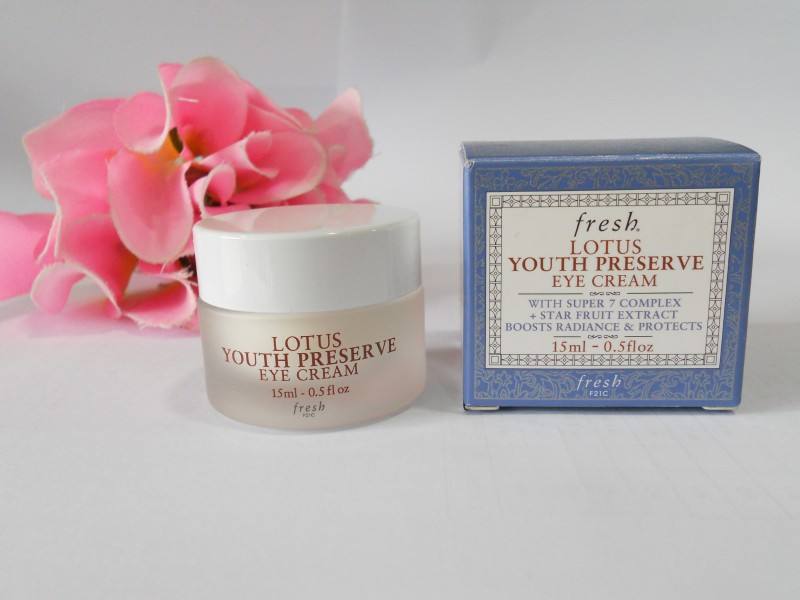 LOTUS
YOUTH PRESERVE
EYE CREAM
15ml - 0.5 fl oz
fresh
F21C
fresh®
LOTUS
YOUTH PRESERVE
EYE CREAM
WITH SUPER 7 COMPLEX
+ STAR FRUIT EXTRACT
BOOSTS RADIANCE & PROTECTS
15ml - 0.5floz
fresh
F21C